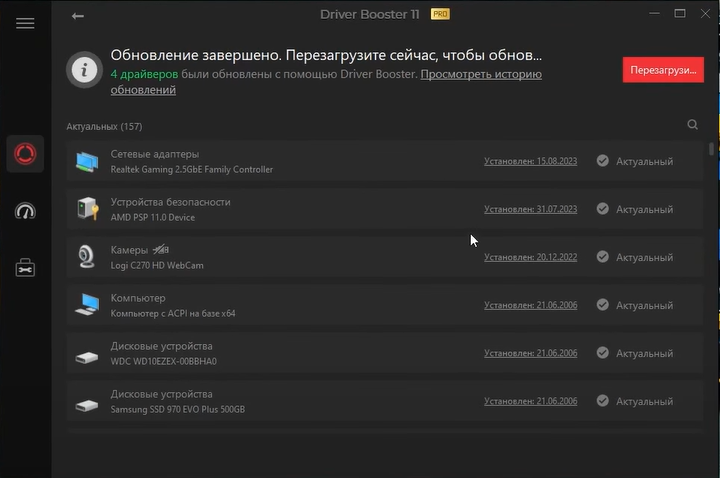 Driver Booster 11 PRO
Обновление завершено. Перезагрузите сейчас, чтобы обнов...
4 драйверов были обновлены с помощью Driver Booster. Просмотреть историю
обновлений
Перезагрузи...
Актуальных (157)
Сетевые адаптеры
Realtek Gaming 2.5GbE Family Controller
Установлен: 15.08.2023
Актуальный
Устройства безопасности
AMD PSP 11.0 Device
Установлен: 31.07.2023
Актуальный
Камеры
Logi C270 HD WebCam
Установлен: 20.12.2022
Актуальный
Компьютер
Компьютер с ACPI на базе x64
Установлен: 21.06.2006
Актуальный
Дисковые устройства
WDC WD10EZEX-00BBHA0
Установлен: 21.06.2006
Актуальный
Дисковые устройства
Samsung SSD 970 EVO Plus 500GB
Установлен: 21.06.2006
Актуальный